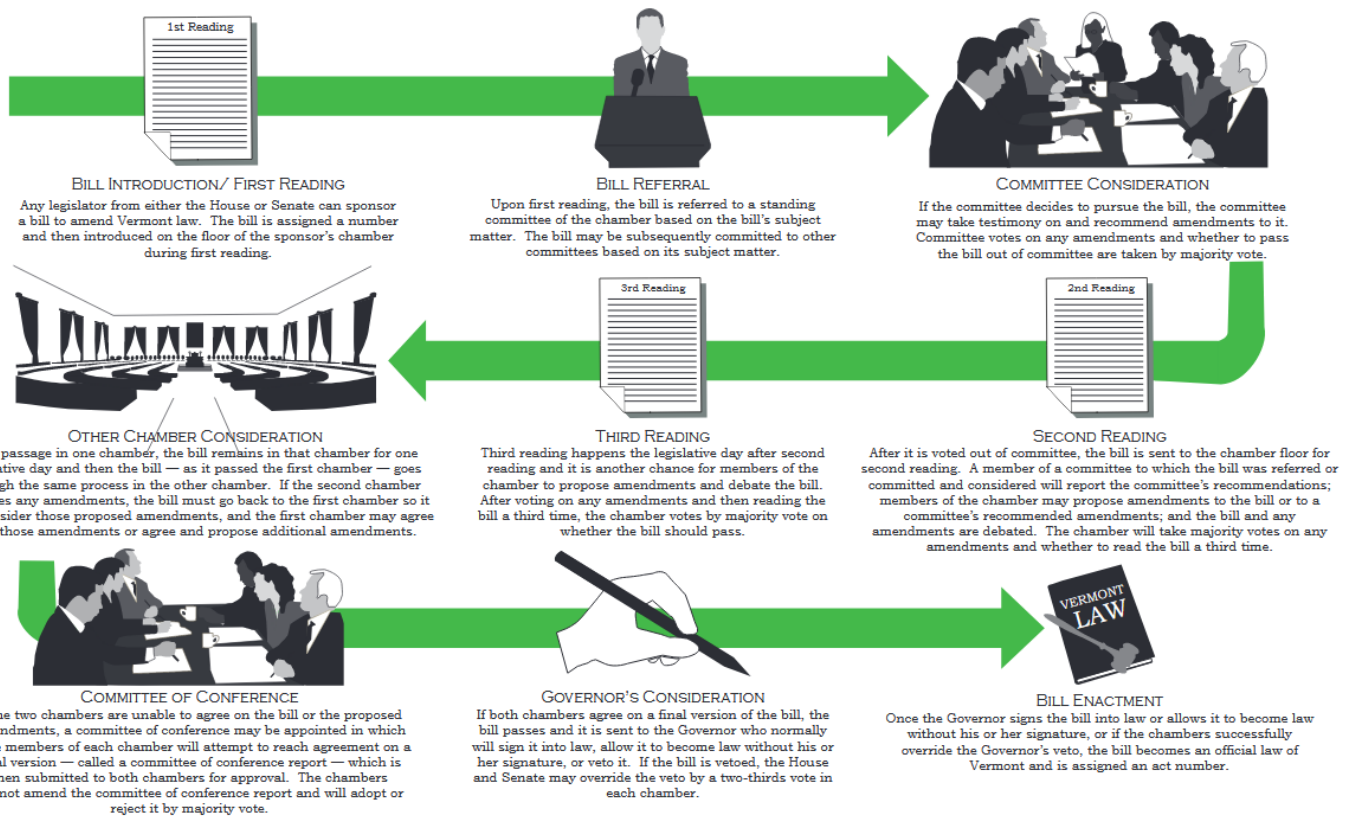 1st Reading
BILL INTRODUCTION/ FIRST READING
Any legislator from either the House or Senate can sponsor
a bill to amend Vermont law. The bill is assigned a number
and then introduced on the floor of the sponsor's chamber
during first reading.
BILL REFERRAL
Upon first reading, the bill is referred to a standing
committee of the chamber based on the bill's subject
matter. The bill may be subsequently committed to other
committees based on its subject matter.
COMMITTEE CONSIDERATION
If the committee decides to pursue the bill, the committee
may take testimony on and recommend amendments to it.
Committee votes on any amendments and whether to pass
the bill out of committee are taken by majority vote.
2nd Reading
SECOND READING
After it is voted out of committee, the bill is sent to the chamber floor for
second reading. A member of a committee to which the bill was referred or
committed and considered will report the committee's recommendations;
members of the chamber may propose amendments to the bill or to a
committee's recommended amendments; and the bill and any
amendments are debated. The chamber will take majority votes on any
amendments and whether to read the bill a third time.
3rd Reading
THIRD READING
Third reading happens the legislative day after second
reading and it is another chance for members of the
chamber to propose amendments and debate the bill.
After voting on any amendments and then reading the
bill a third time, the chamber votes by majority vote on
whether the bill should pass.
OTHER CHAMBER CONSIDERATION
passage in one chamber, the bill remains in that chamber for one
ative day and then the bill — as it passed the first chamber — goes
gh the same process in the other chamber. If the second chamber
es any amendments, the bill must go back to the first chamber so it
sider those proposed amendments, and the first chamber may agree
those amendments or agree and propose additional amendments.
COMMITTEE OF CONFERENCE
he two chambers are unable to agree on the bill or the proposed
ndments, a committee of conference may be appointed in which
e members of each chamber will attempt to reach agreement on a
al version — called a committee of conference report — which is
hen submitted to both chambers for approval. The chambers
not amend the committee of conference report and will adopt or
reject it by majority vote.
GOVERNOR'S CONSIDERATION
If both chambers agree on a final version of the bill, the
bill passes and it is sent to the Governor who normally
will sign it into law, allow it to become law without his or
her signature, or veto it. If the bill is vetoed, the House
and Senate may override the veto by a two-thirds vote in
each chamber.
VERMONT
LAW
BILL ENACTMENT
Once the Governor signs the bill into law or allows it to become law
without his or her signature, or if the chambers successfully
override the Governor's veto, the bill becomes an official law of
Vermont and is assigned an act number.